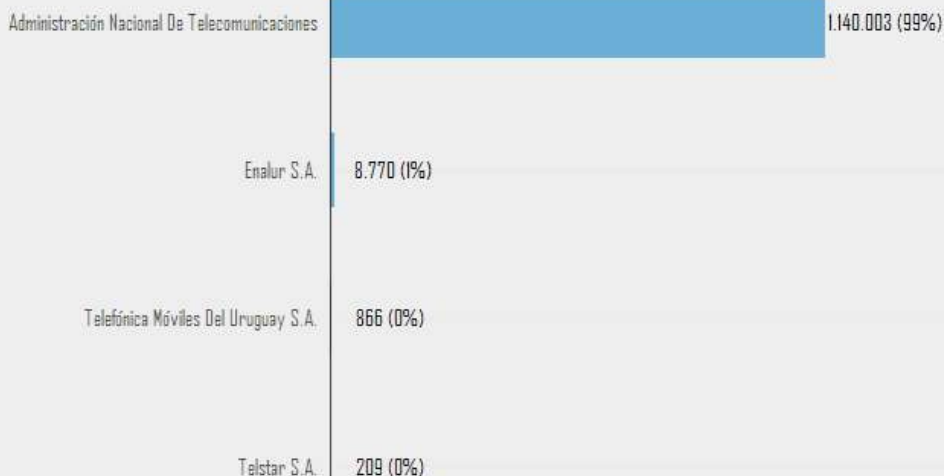 Administración Nacional De Telecomunicaciones 1.140.003 (99%)
Enalur S.A. 8.770 (1%)
Telefónica Móviles Del Uruguay S.A. 866 (0%)
Telstar S.A. 209 (0%)